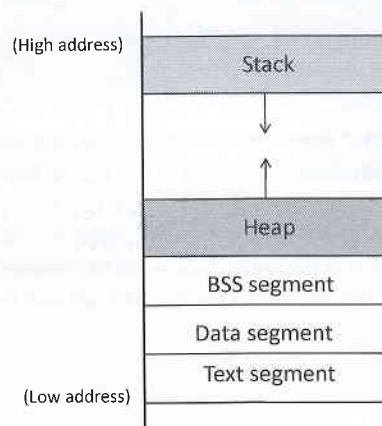 (High address)
Stack
Heap
BSS segment
Data segment
Text segment
(Low address)